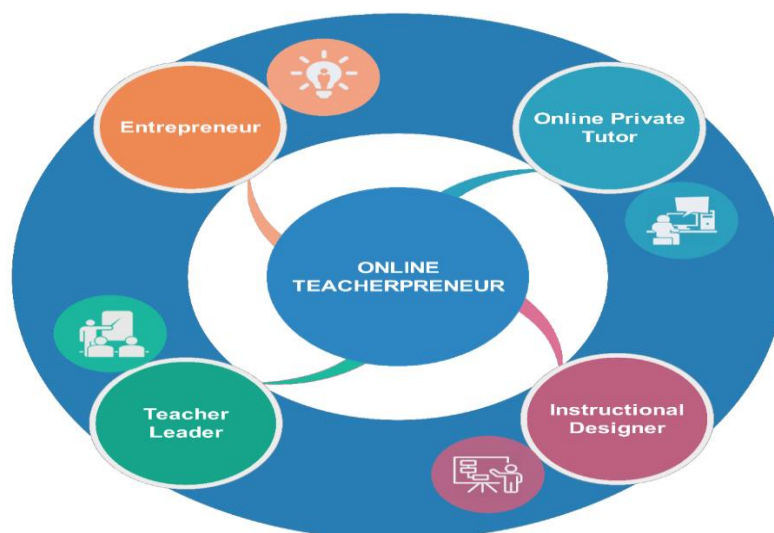 Entrepreneur
Online Private
Tutor
ONLINE
TEACHERPRENEUR
Teacher
Leader
Instructional
Designer